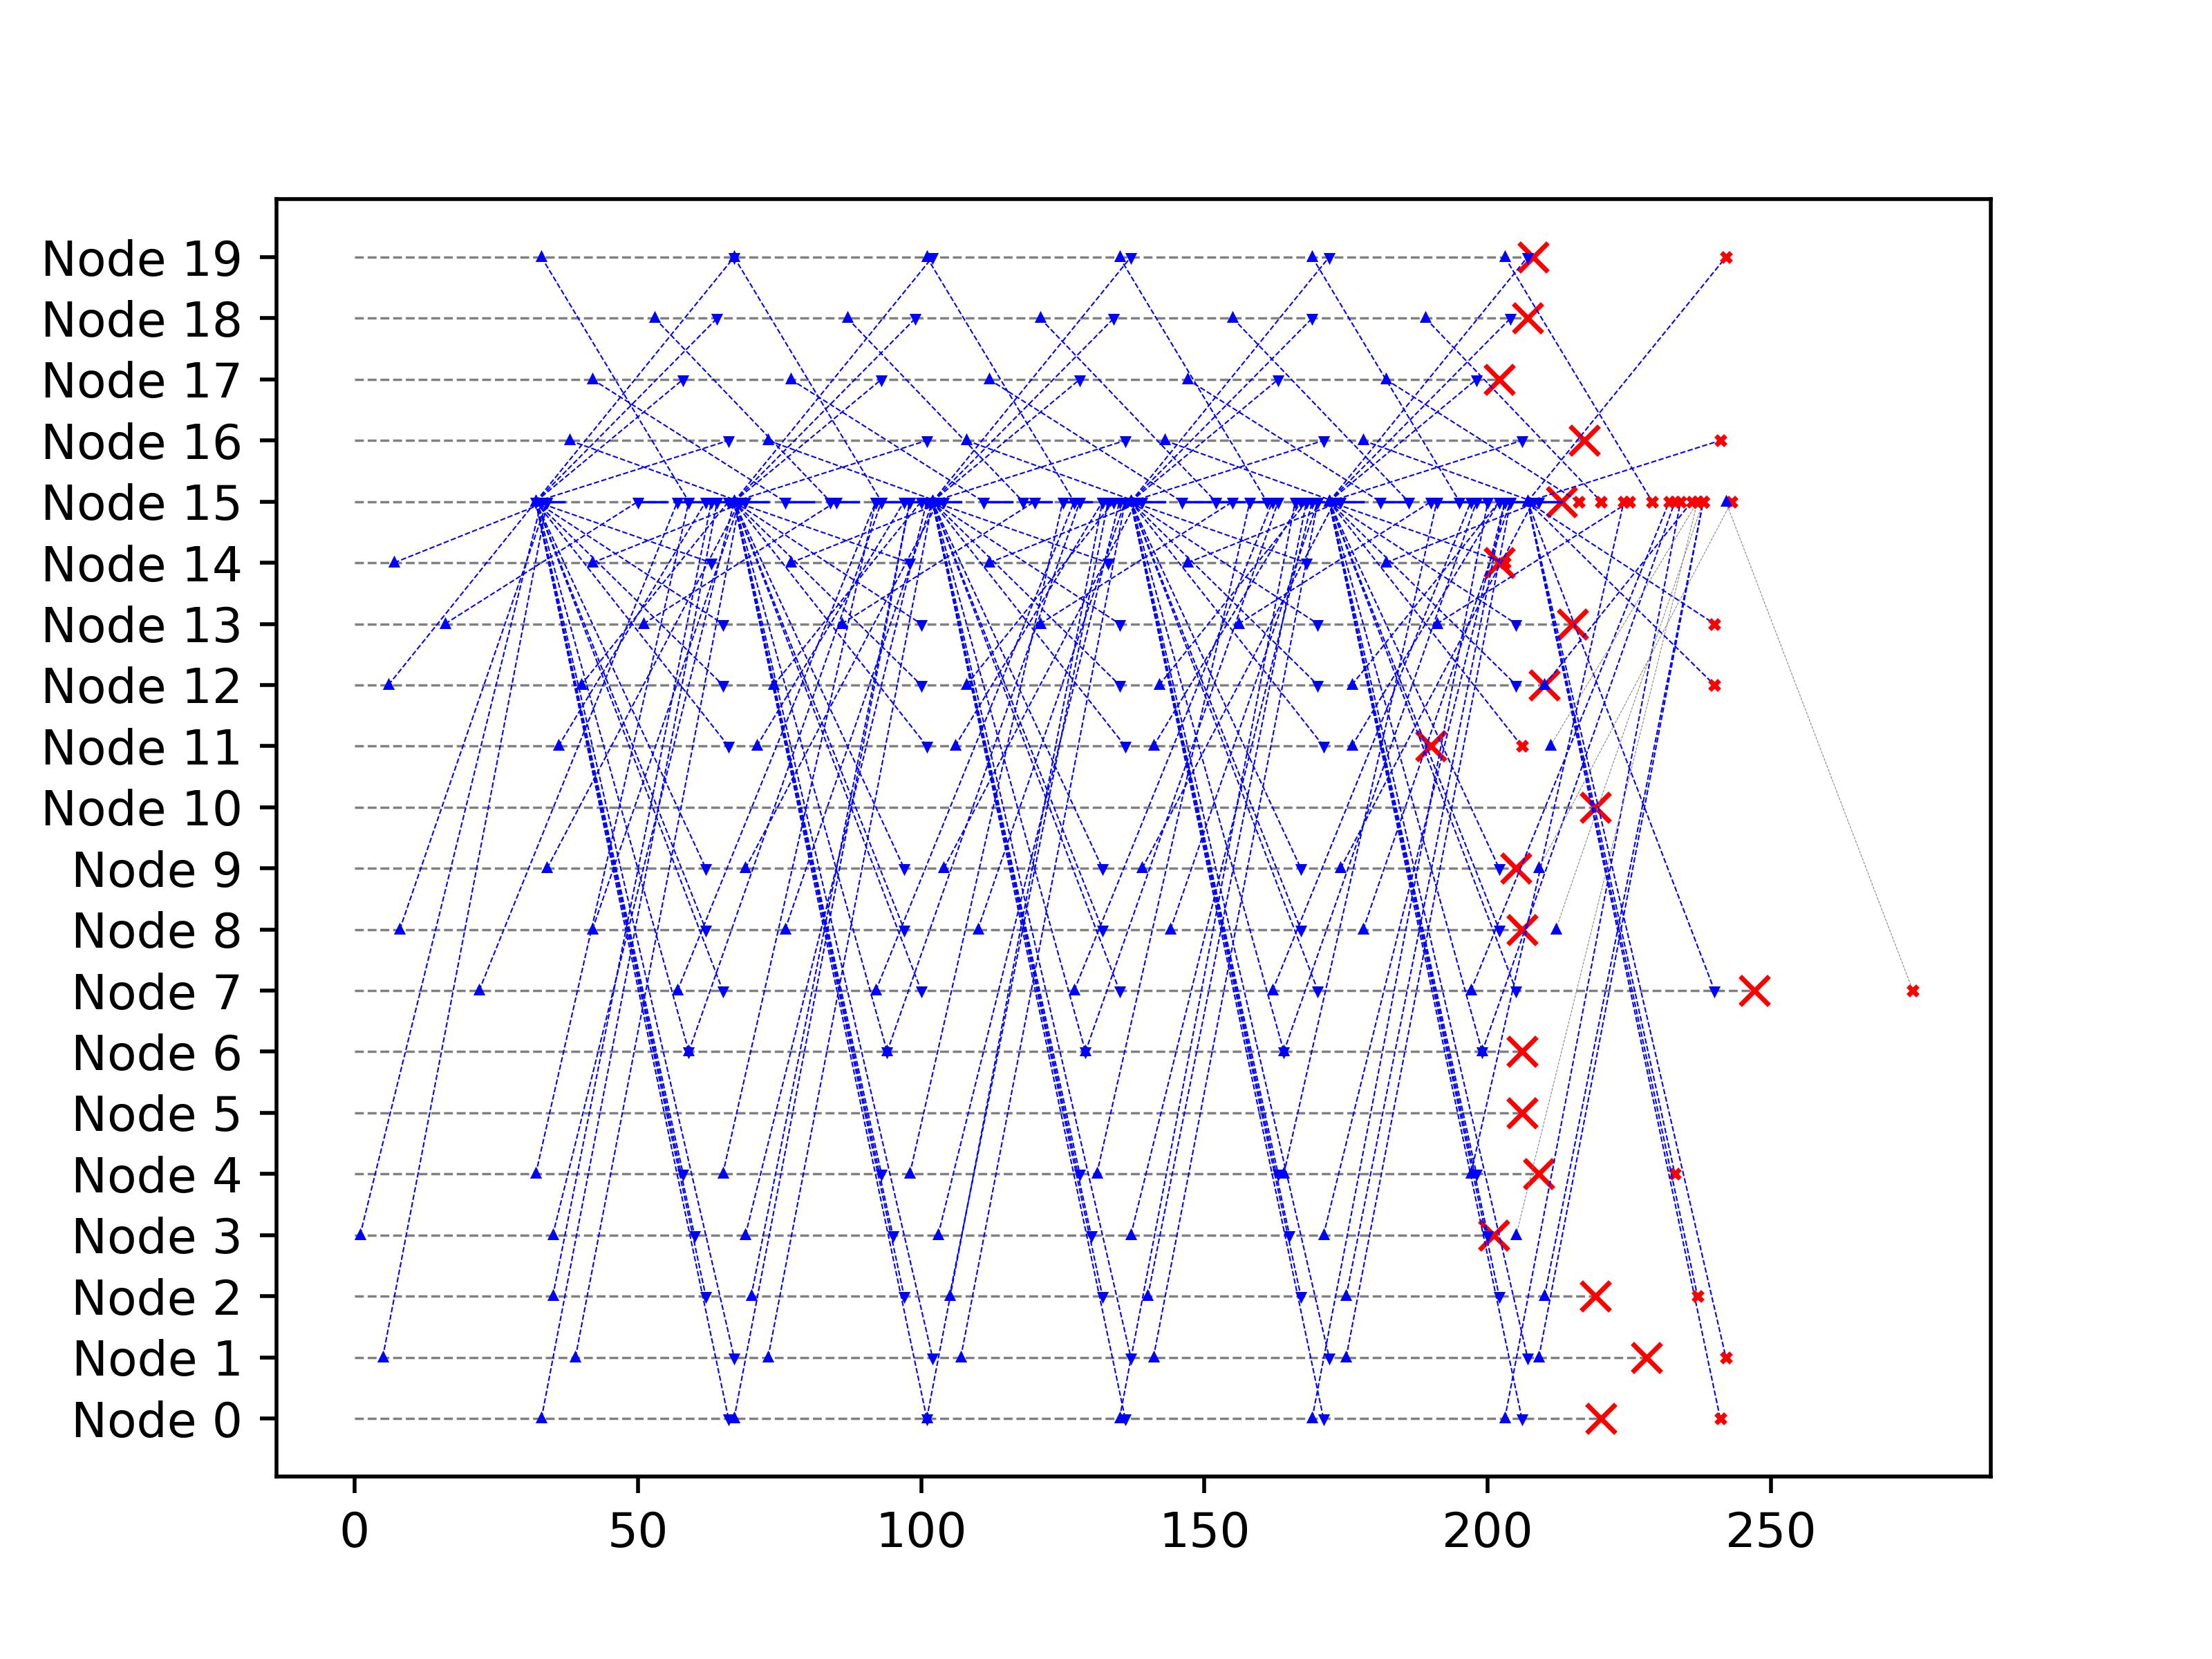 Node 19
Node 18
Node 17
Node 16
Node 15
Node 14
Node 13
Node 12
Node 11
Node 10
Node 9
Node 8
Node 7
Node 6
Node 5
Node 4
Node 3
Node 2
Node 1
Node 0
0 50 100 150 200 250